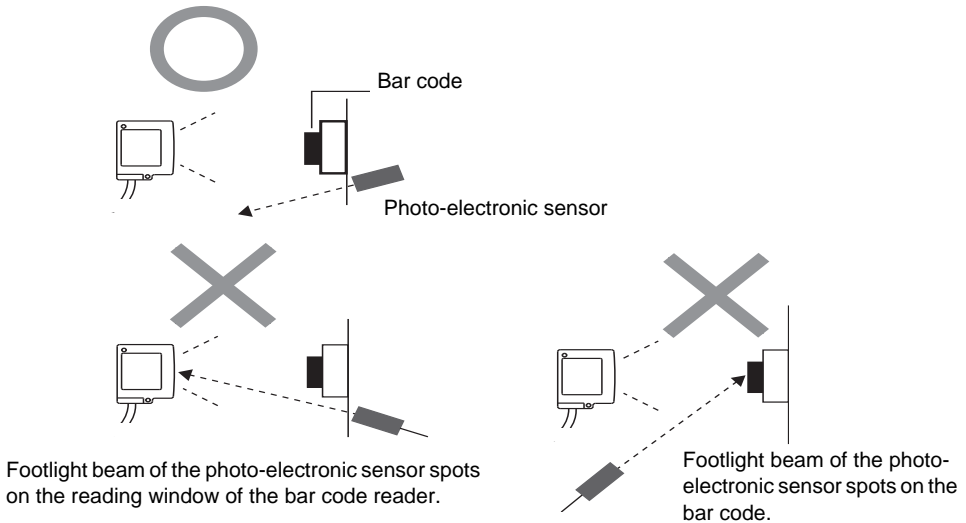 Bar code
Photo-electronic sensor
Footlight beam of the photo-electronic sensor spots
on the reading window of the bar code reader.
Footlight beam of the photo-
electronic sensor spots on the
bar code.